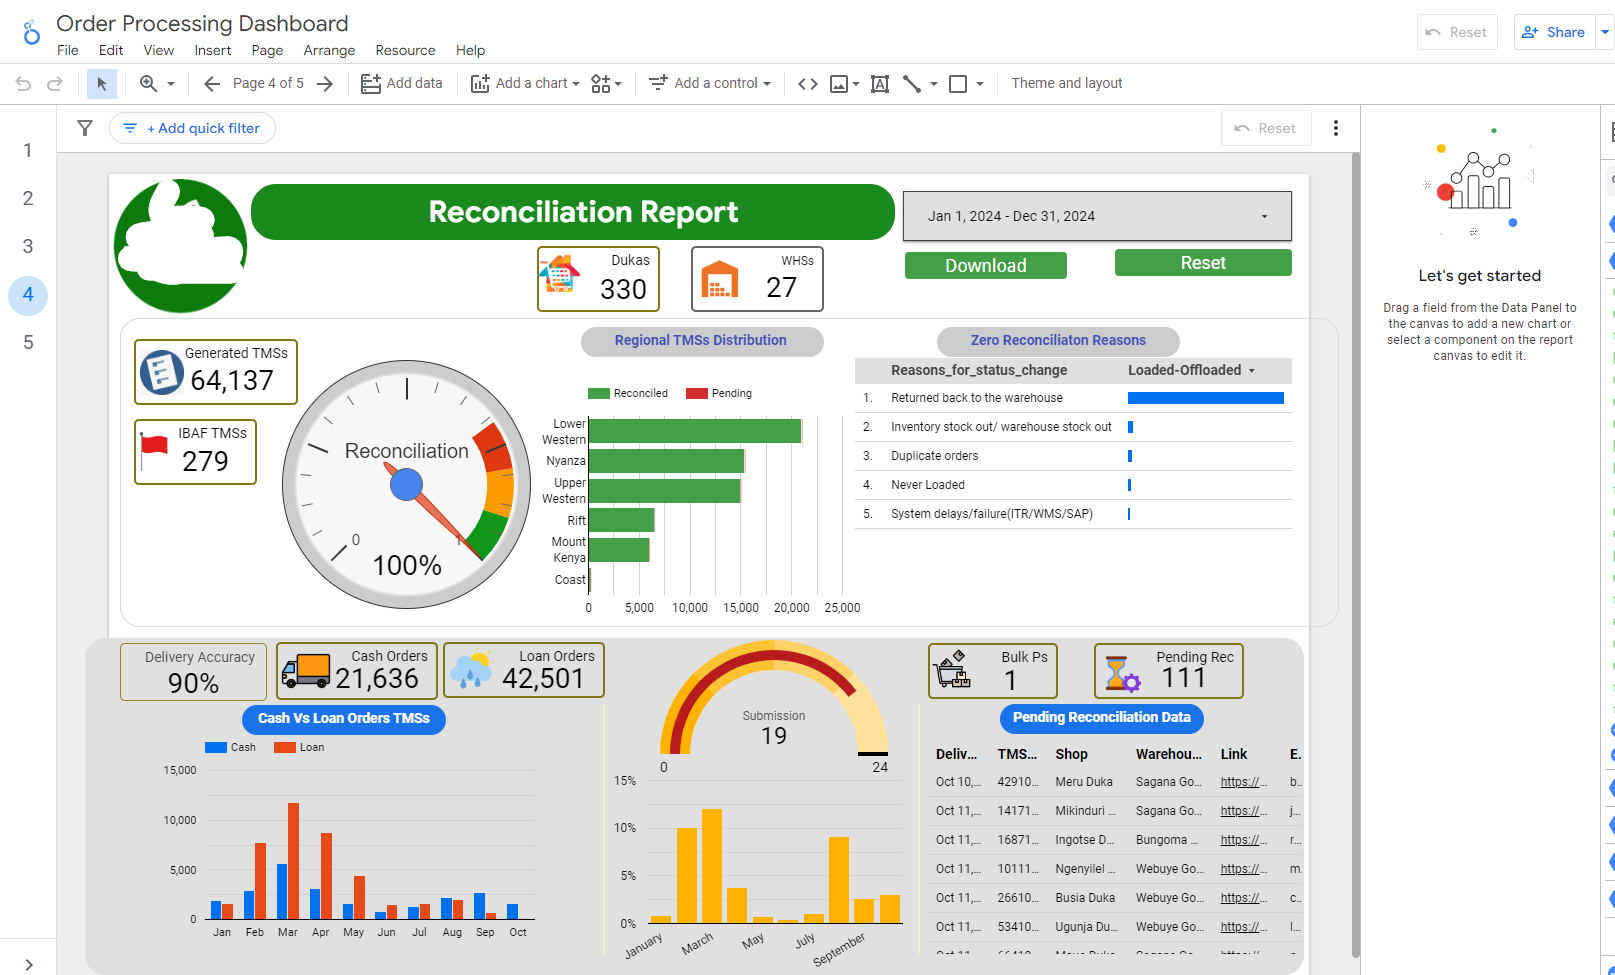 Order Processing Dashboard
File Edit View Insert Page Arrange Resource Help
Reset
Share
Page 4 of 5
Add data
Add a chart
Add a control
Theme and layout
1
2
3
4
5
+ Add quick filter
Reset
Reconciliation Report
Jan 1, 2024 - Dec 31, 2024
Dukas
330
WHSs
27
Download
Reset
Generated TMSs
64,137
IBAF TMSs
279
Reconciliation
0
1
100%
Regional TMSs Distribution
Reconciled
Pending
Lower
Western
Nyanza
Upper
Western
Rift
Mount
Kenya
Coast
0 5,000 10,000 15,000 20,000 25,000
Zero Reconciliaton Reasons
Reasons_for_status_change Loaded-Offloaded
1. Returned back to the warehouse
2. Inventory stock out/ warehouse stock out
3. Duplicate orders
4. Never Loaded
5. System delays/failure(ITR/WMS/SAP)
Let's get started
Drag a field from the Data Panel to
the canvas to add a new chart or
select a component on the report
canvas to edit it.
Delivery Accuracy
90%
Cash Orders
21,636
Loan Orders
42,501
Cash Vs Loan Orders TMSs
Cash
Loan
15,000
10,000
5,000
0
Jan Feb Mar Apr May Jun Jul Aug Sep Oct
Submission
19
0
24
15%
10%
5%
0%
January March May July September
Bulk Ps
1
Pending Rec
111
Pending Reconciliation Data
Deliv... TMS... Shop Warehou... Link E.
Oct 10,... 42910... Meru Duka Sagana Go... https://... b..
Oct 11,... 14171... Mikinduri ... Sagana Go... https://... j...
Oct 11,... 16871... Ingotse D... Bungoma ... https://... r...
Oct 11,... 10111... Ngenyilel ... Webuye Go... https://... m.
Oct 11,... 26610... Busia Duka Webuye Go... https://... c..
Oct 11,... 53410... Ugunja Du... Webuye Go... https://... l...